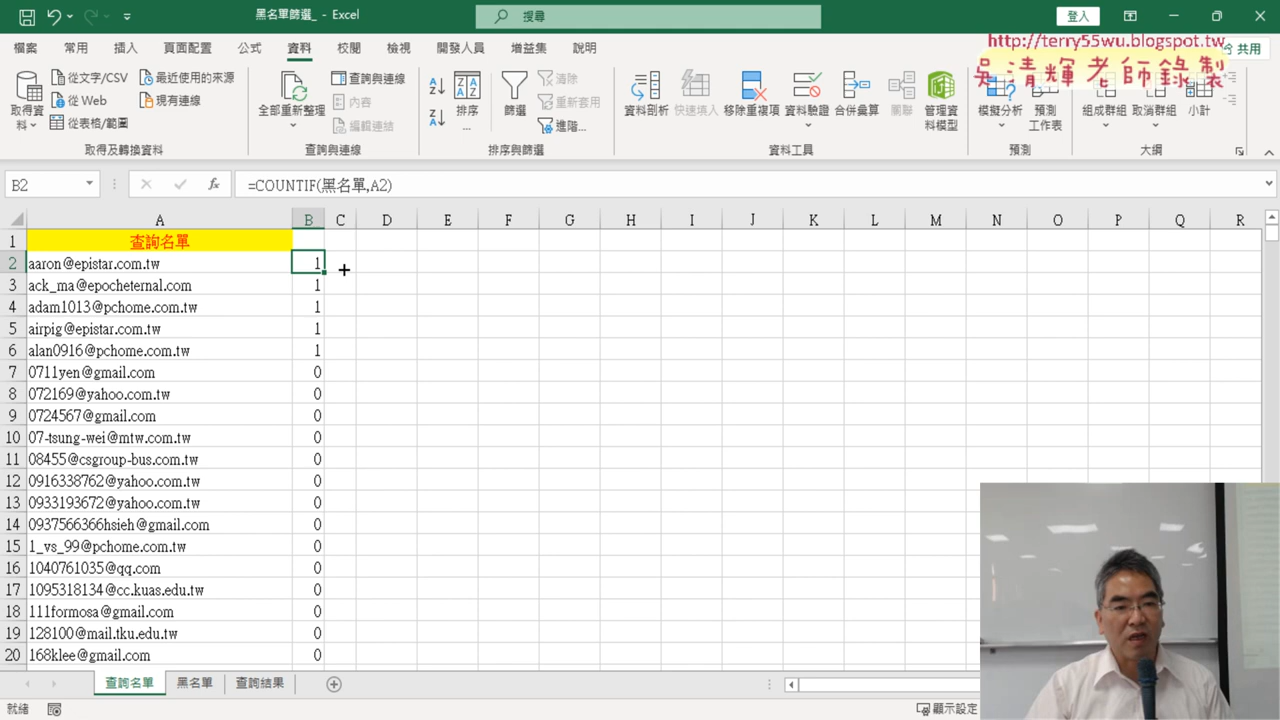 黑名單篩選_ - Excel
搜尋
登入
檔案 常用 插入 頁面配置 公式 資料 校閱 檢視 開發人員 增益集 說明
http://terry55wu.blogspot.tw
共用
吳清輝老師錄製
取得資料
從文字/CSV
從 Web
從表格/範圍
最近使用的來源
現有連線
取得及轉換資料
全部重新整理
查詢與連線
內容
編輯連結
查詢與連線
排序...
篩選
清除
重新套用
進階...
排序與篩選
資料剖析 快速填入 移除重複項 資料驗證 合併彙算 關聯 管理資料模型
資料工具
模擬分析 預測工作表
預測
組成群組 取消群組 小計
大綱
B2
fx
=COUNTIF(黑名單,A2)
A B C D E F G H I J K L M N O P Q R
1 查詢名單
2 aaron@epistar.com.tw 1
3 ack_ma@epocheternal.com 1
4 adam1013@pchome.com.tw 1
5 airpig@epistar.com.tw 1
6 alan0916@pchome.com.tw 1
7 0711yen@gmail.com 0
8 072169@yahoo.com.tw 0
9 0724567@gmail.com 0
10 07-tsung-wei@mtw.com.tw 0
11 08455@csgroup-bus.com.tw 0
12 0916338762@yahoo.com.tw 0
13 0933193672@yahoo.com.tw 0
14 0937566366hsieh@gmail.com 0
15 1_vs_99@pchome.com.tw 0
16 1040761035@qq.com 0
17 1095318134@cc.kuas.edu.tw 0
18 111formosa@gmail.com 0
19 128100@mail.tku.edu.tw 0
20 168klee@gmail.com 0
查詢名單 黑名單 查詢結果
就緒
顯示設定